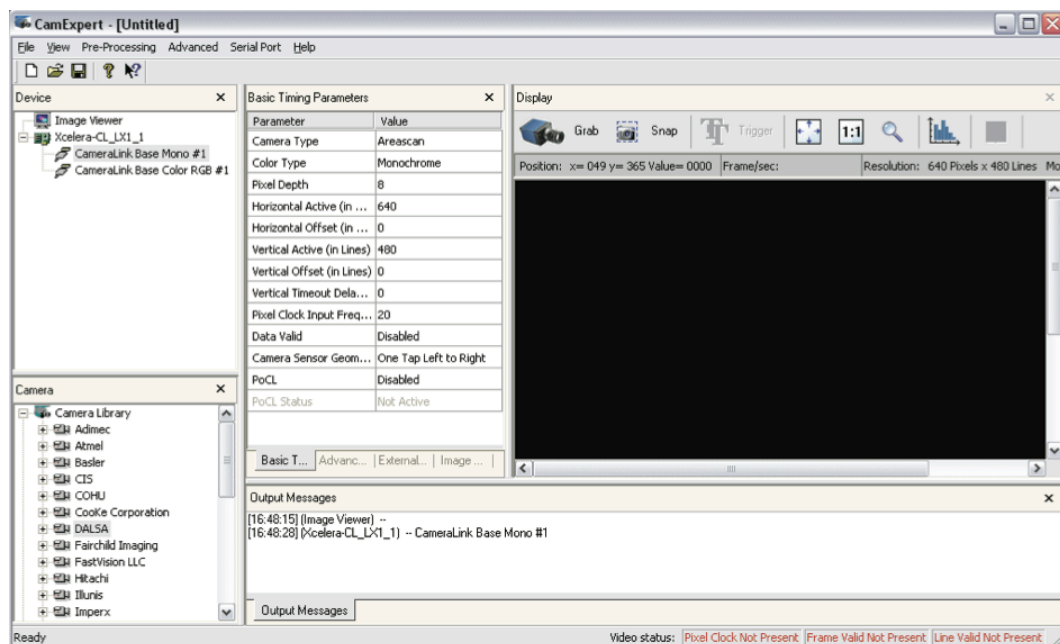 CamExpert - [Untitled]
File View Pre-Processing Advanced Serial Port Help
Device
Image Viewer
Xcelera-CL_LX1_1
CameraLink Base Mono #1
CameraLink Base Color RGB #1
Camera
Camera Library
Adimec
Atmel
Basler
CIS
COHU
CooKe Corporation
DALSA
Fairchild Imaging
FastVision LLC
Hitachi
Illunis
Imperx
Basic Timing Parameters
Parameter Value
Camera Type Areascan
Color Type Monochrome
Pixel Depth 8
Horizontal Active (in ... 640
Horizontal Offset (in ... 0
Vertical Active (in Lines) 480
Vertical Offset (in Lines) 0
Vertical Timeout Dela... 0
Pixel Clock Input Freq... 20
Data Valid Disabled
Camera Sensor Geom... One Tap Left to Right
PoCL Disabled
PoCL Status Not Active
Basic T... Advanc... External... Image ...
Display
Grab Snap Trigger 1:1
Position: x= 049 y= 365 Value= 0000 Frame/sec: Resolution: 640 Pixels x 480 Lines Mo
Output Messages
[16:48:15] (Image Viewer) --
[16:48:28] (Xcelera-CL_LX1_1) -- CameraLink Base Mono #1
Output Messages
Ready
Video status: Pixel Clock Not Present Frame Valid Not Present Line Valid Not Present